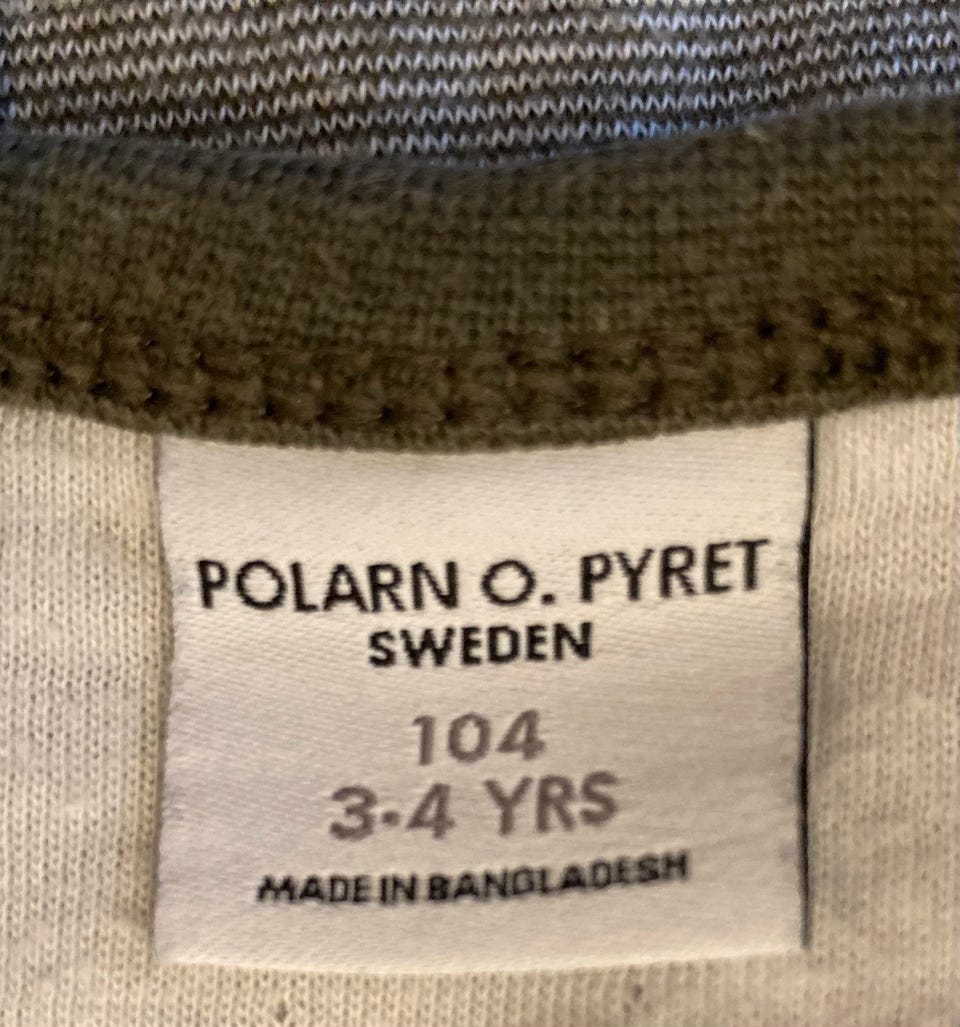 POLARN O. PYRET
SWEDEN
104
3-4 YRS
MADE IN BANGLADESH